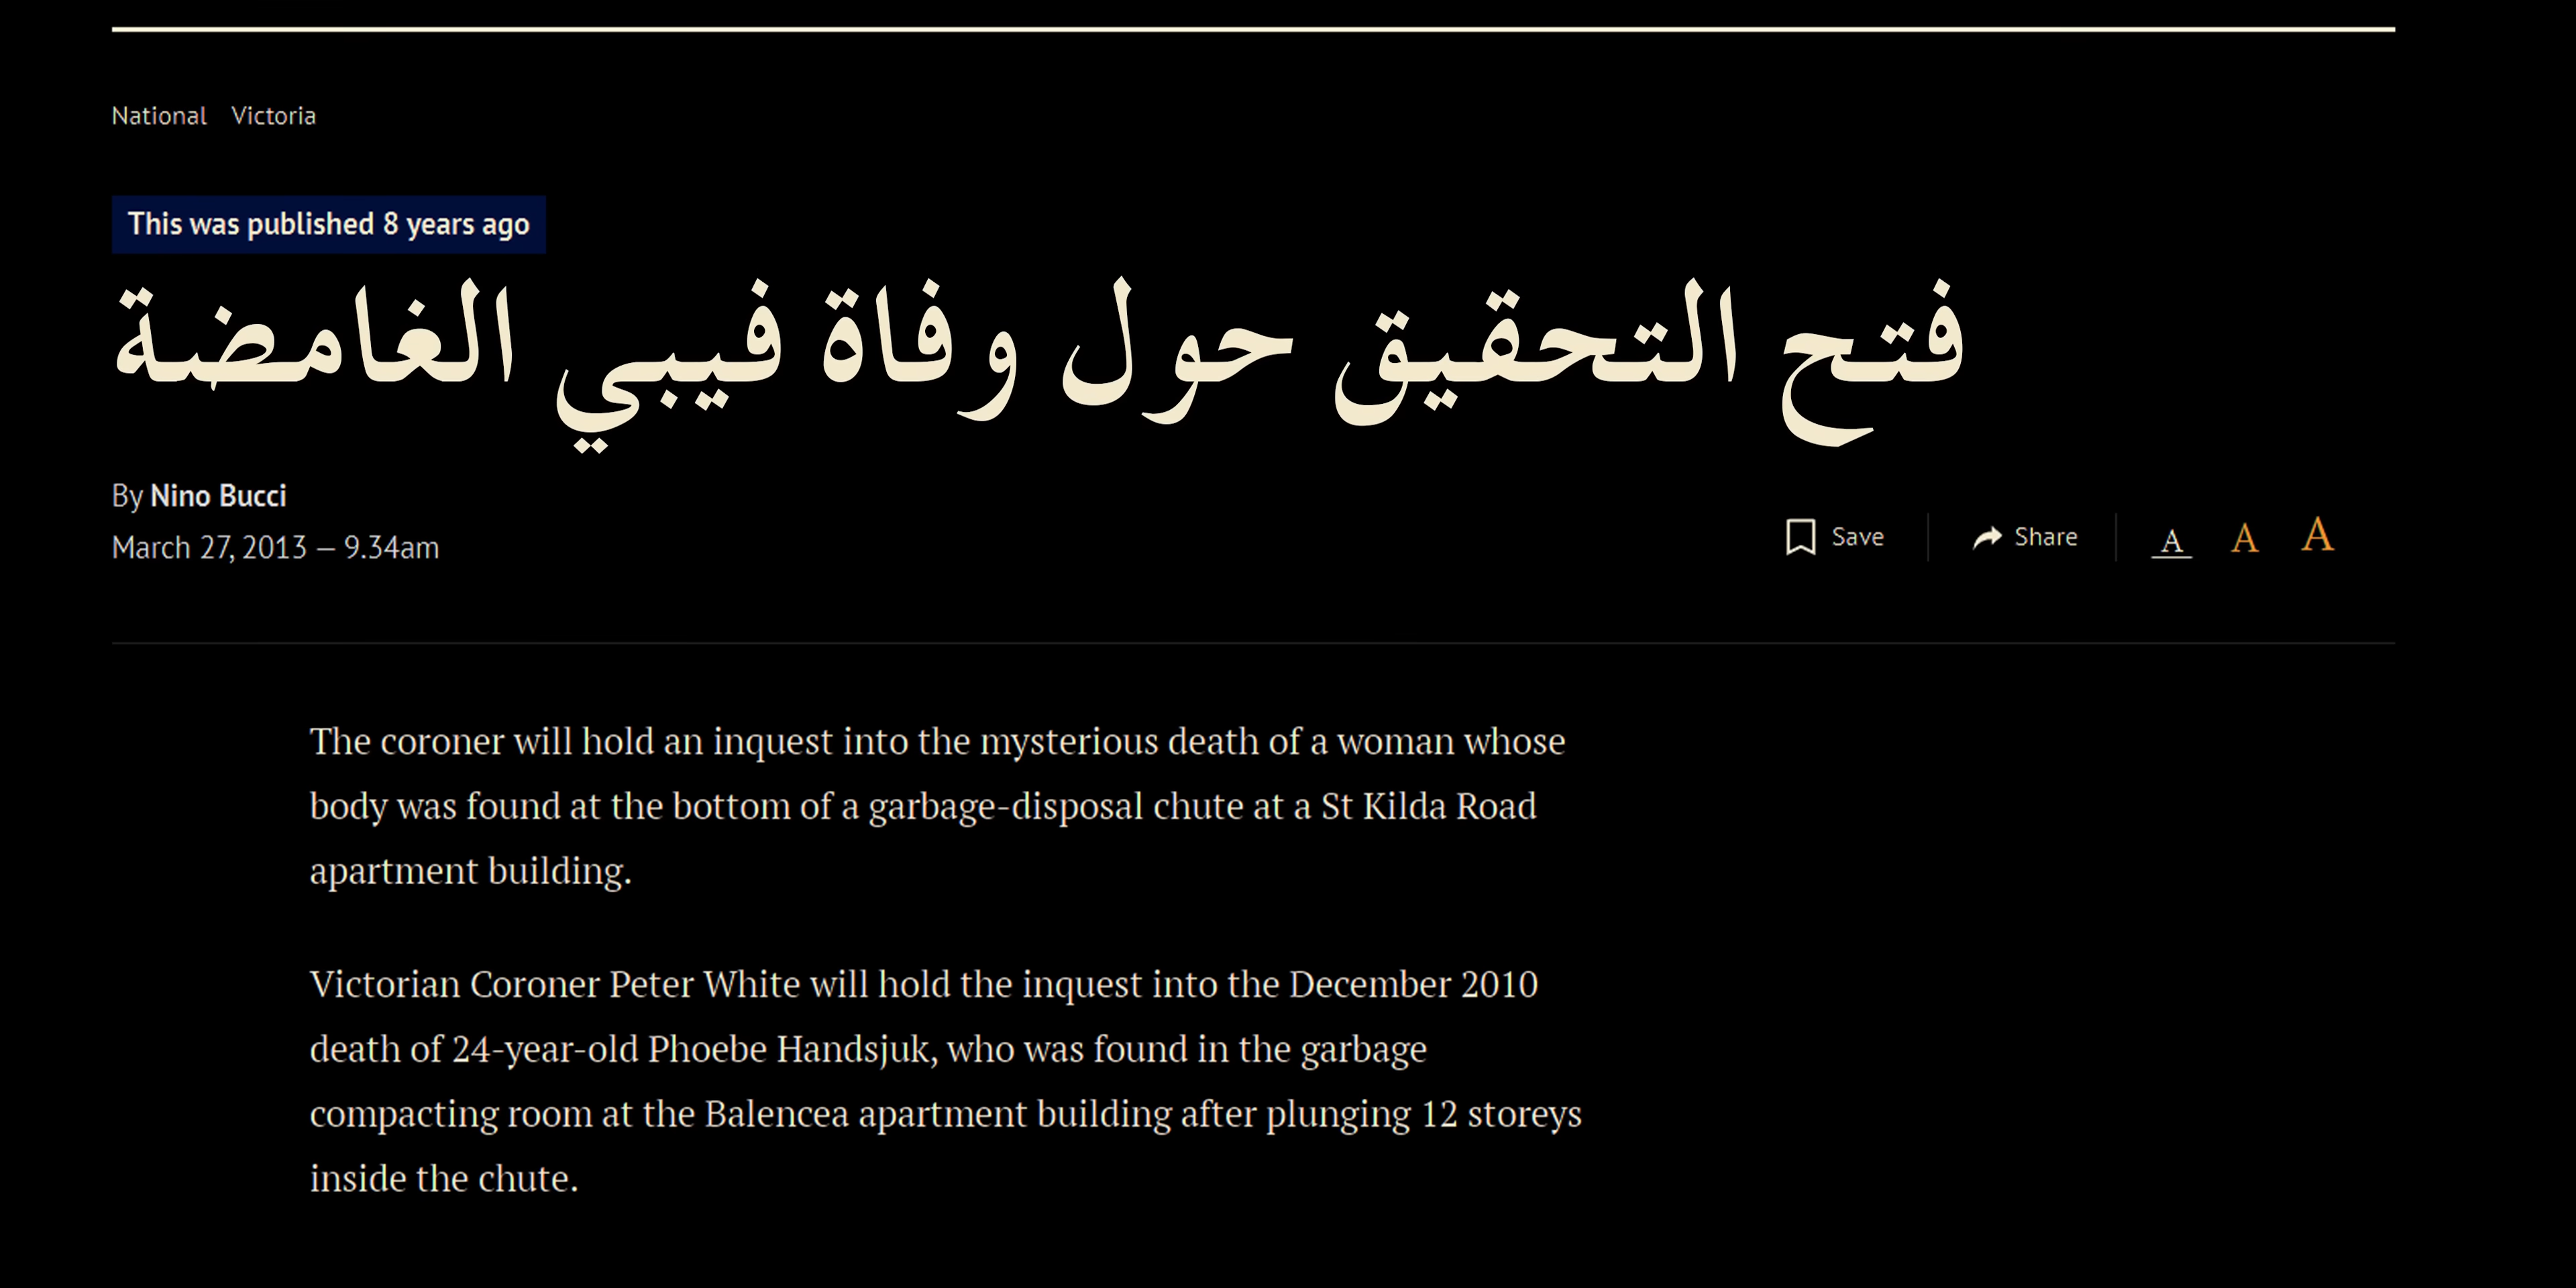 National Victoria
This was published 8 years ago
فتح التحقيق حول وفاة فيبي الغامضة
By Nino Bucci
March 27, 2013 – 9.34am
Save Share A A A
The coroner will hold an inquest into the mysterious death of a woman whose
body was found at the bottom of a garbage-disposal chute at a St Kilda Road
apartment building.
Victorian Coroner Peter White will hold the inquest into the December 2010
death of 24-year-old Phoebe Handsjuk, who was found in the garbage
compacting room at the Balencea apartment building after plunging 12 storeys
inside the chute.